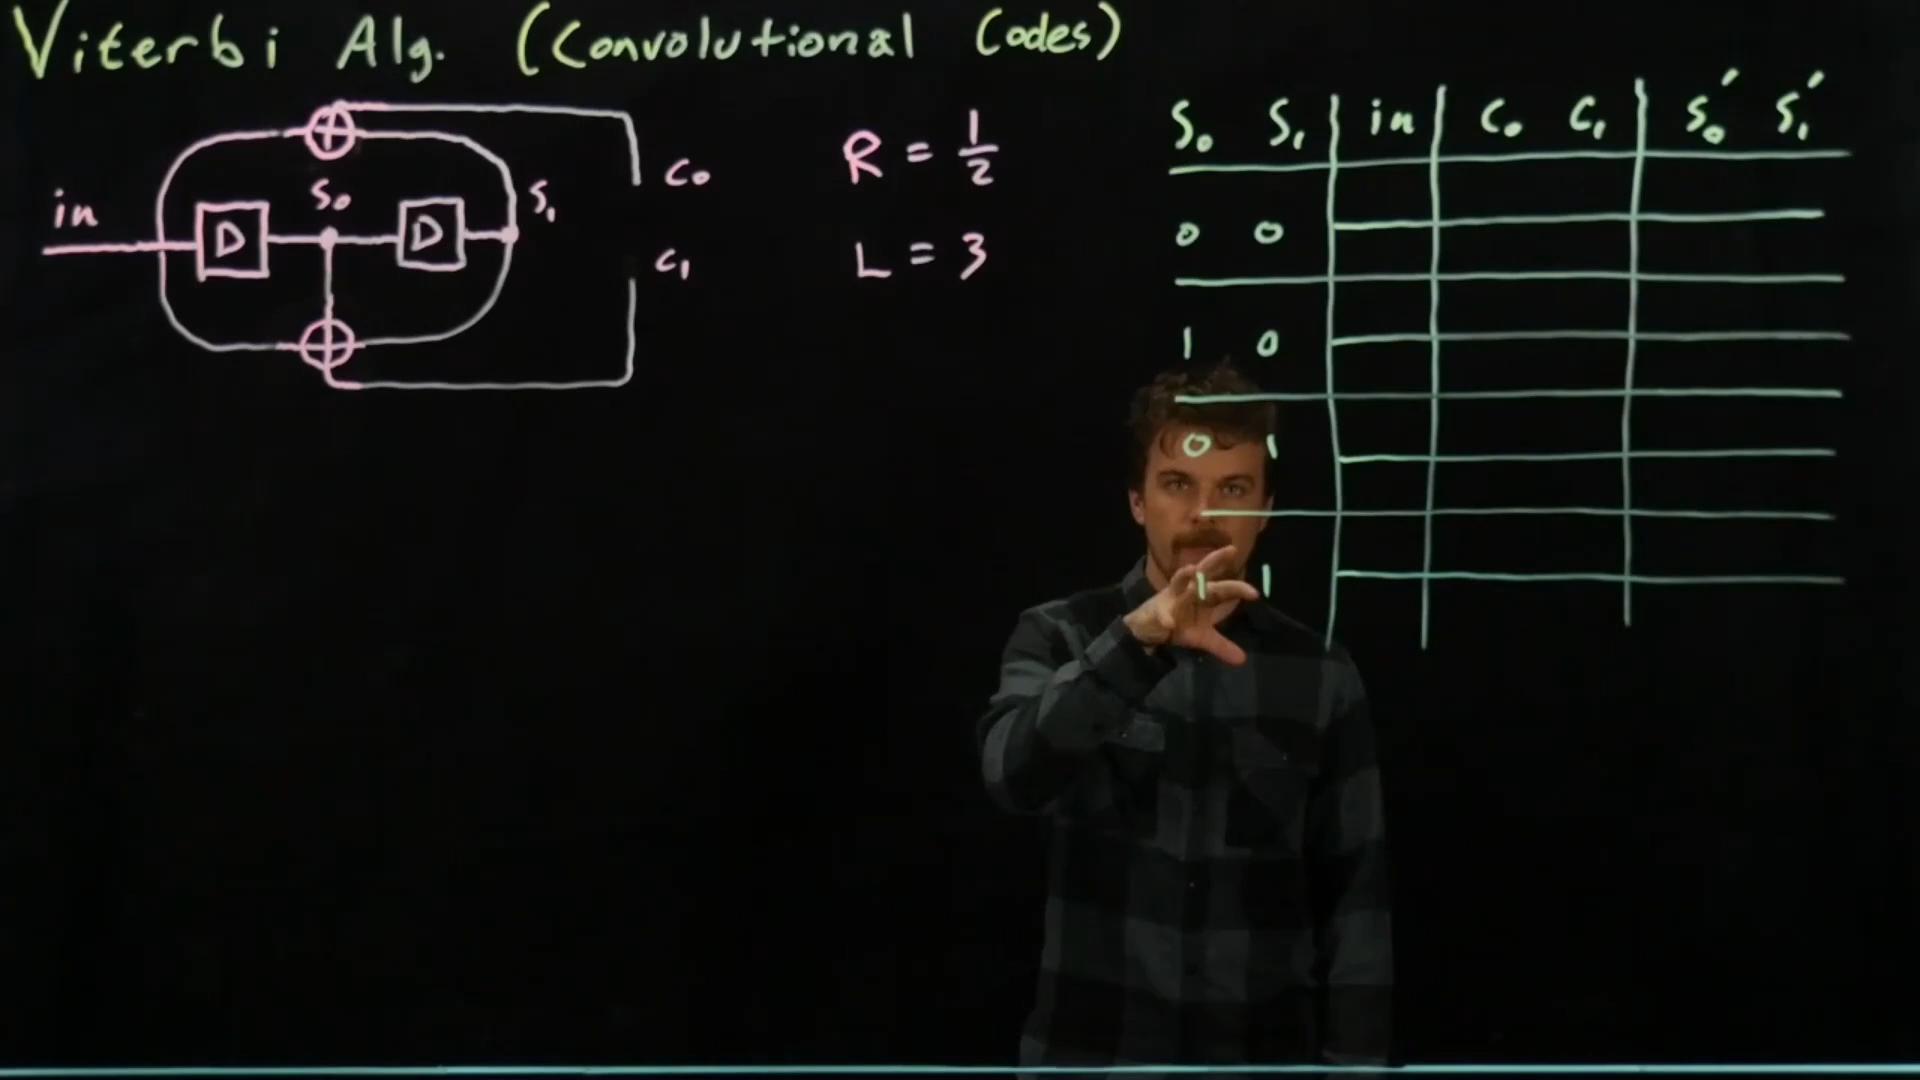 Viterbi Alg. (Convolutional Codes)
in
D
S₀
D
S₁
C₀
C₁
R = 1/2
L = 3
S₀ S₁ in C₀ C₁ S₀' S₁'
0 0
1 0
0 1
1 1